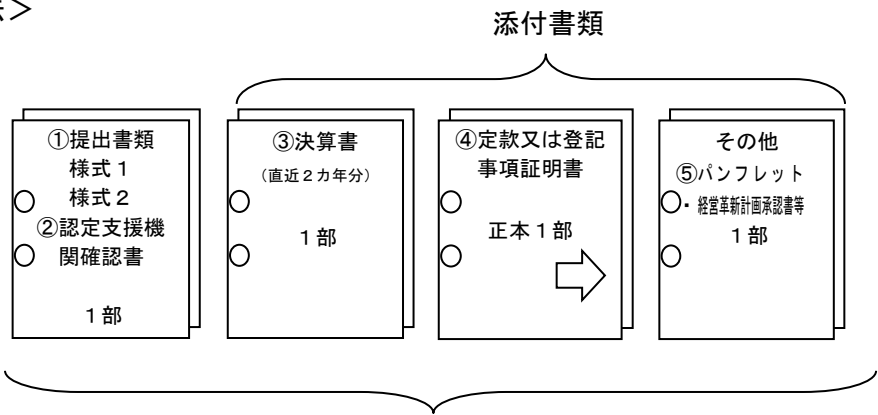 ＞
添付書類
①提出書類
様式１
様式２
②認定支援機
関確認書
１部
③決算書
（直近２カ年分）
１部
④定款又は登記
事項証明書
正本１部
その他
⑤パンフレット
・経営革新計画承認書等
１部